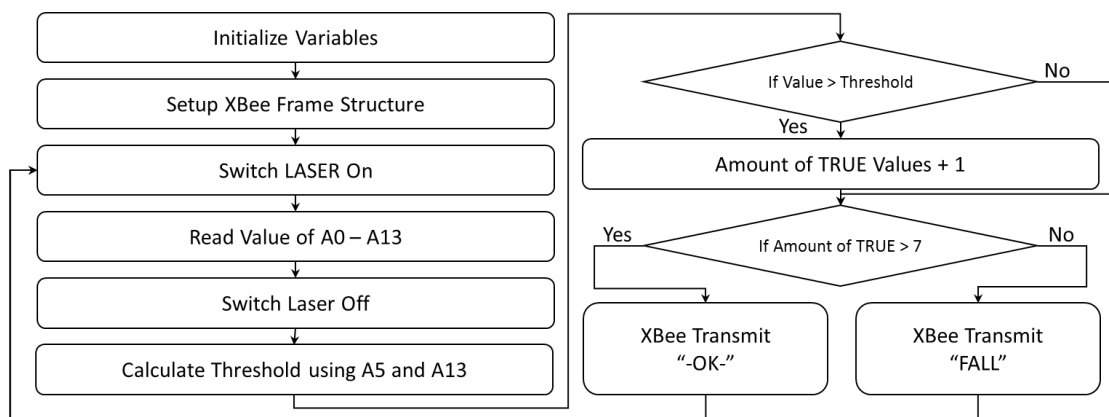 Initialize Variables
Setup XBee Frame Structure
Switch LASER On
Read Value of A0 – A13
Switch Laser Off
Calculate Threshold using A5 and A13
If Value > Threshold
No
Yes
Amount of TRUE Values + 1
Yes
If Amount of TRUE > 7
No
XBee Transmit
“-OK-”
XBee Transmit
“FALL”